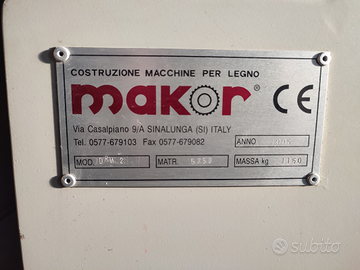 COSTRUZIONE MACCHINE PER LEGNO
makor ® CE
Via Casalpiano 9/A SINALUNGA (SI) ITALY
Tel. 0577-679103 Fax 0577-679082 ANNO
MOD. MATR. MASSA kg
subito